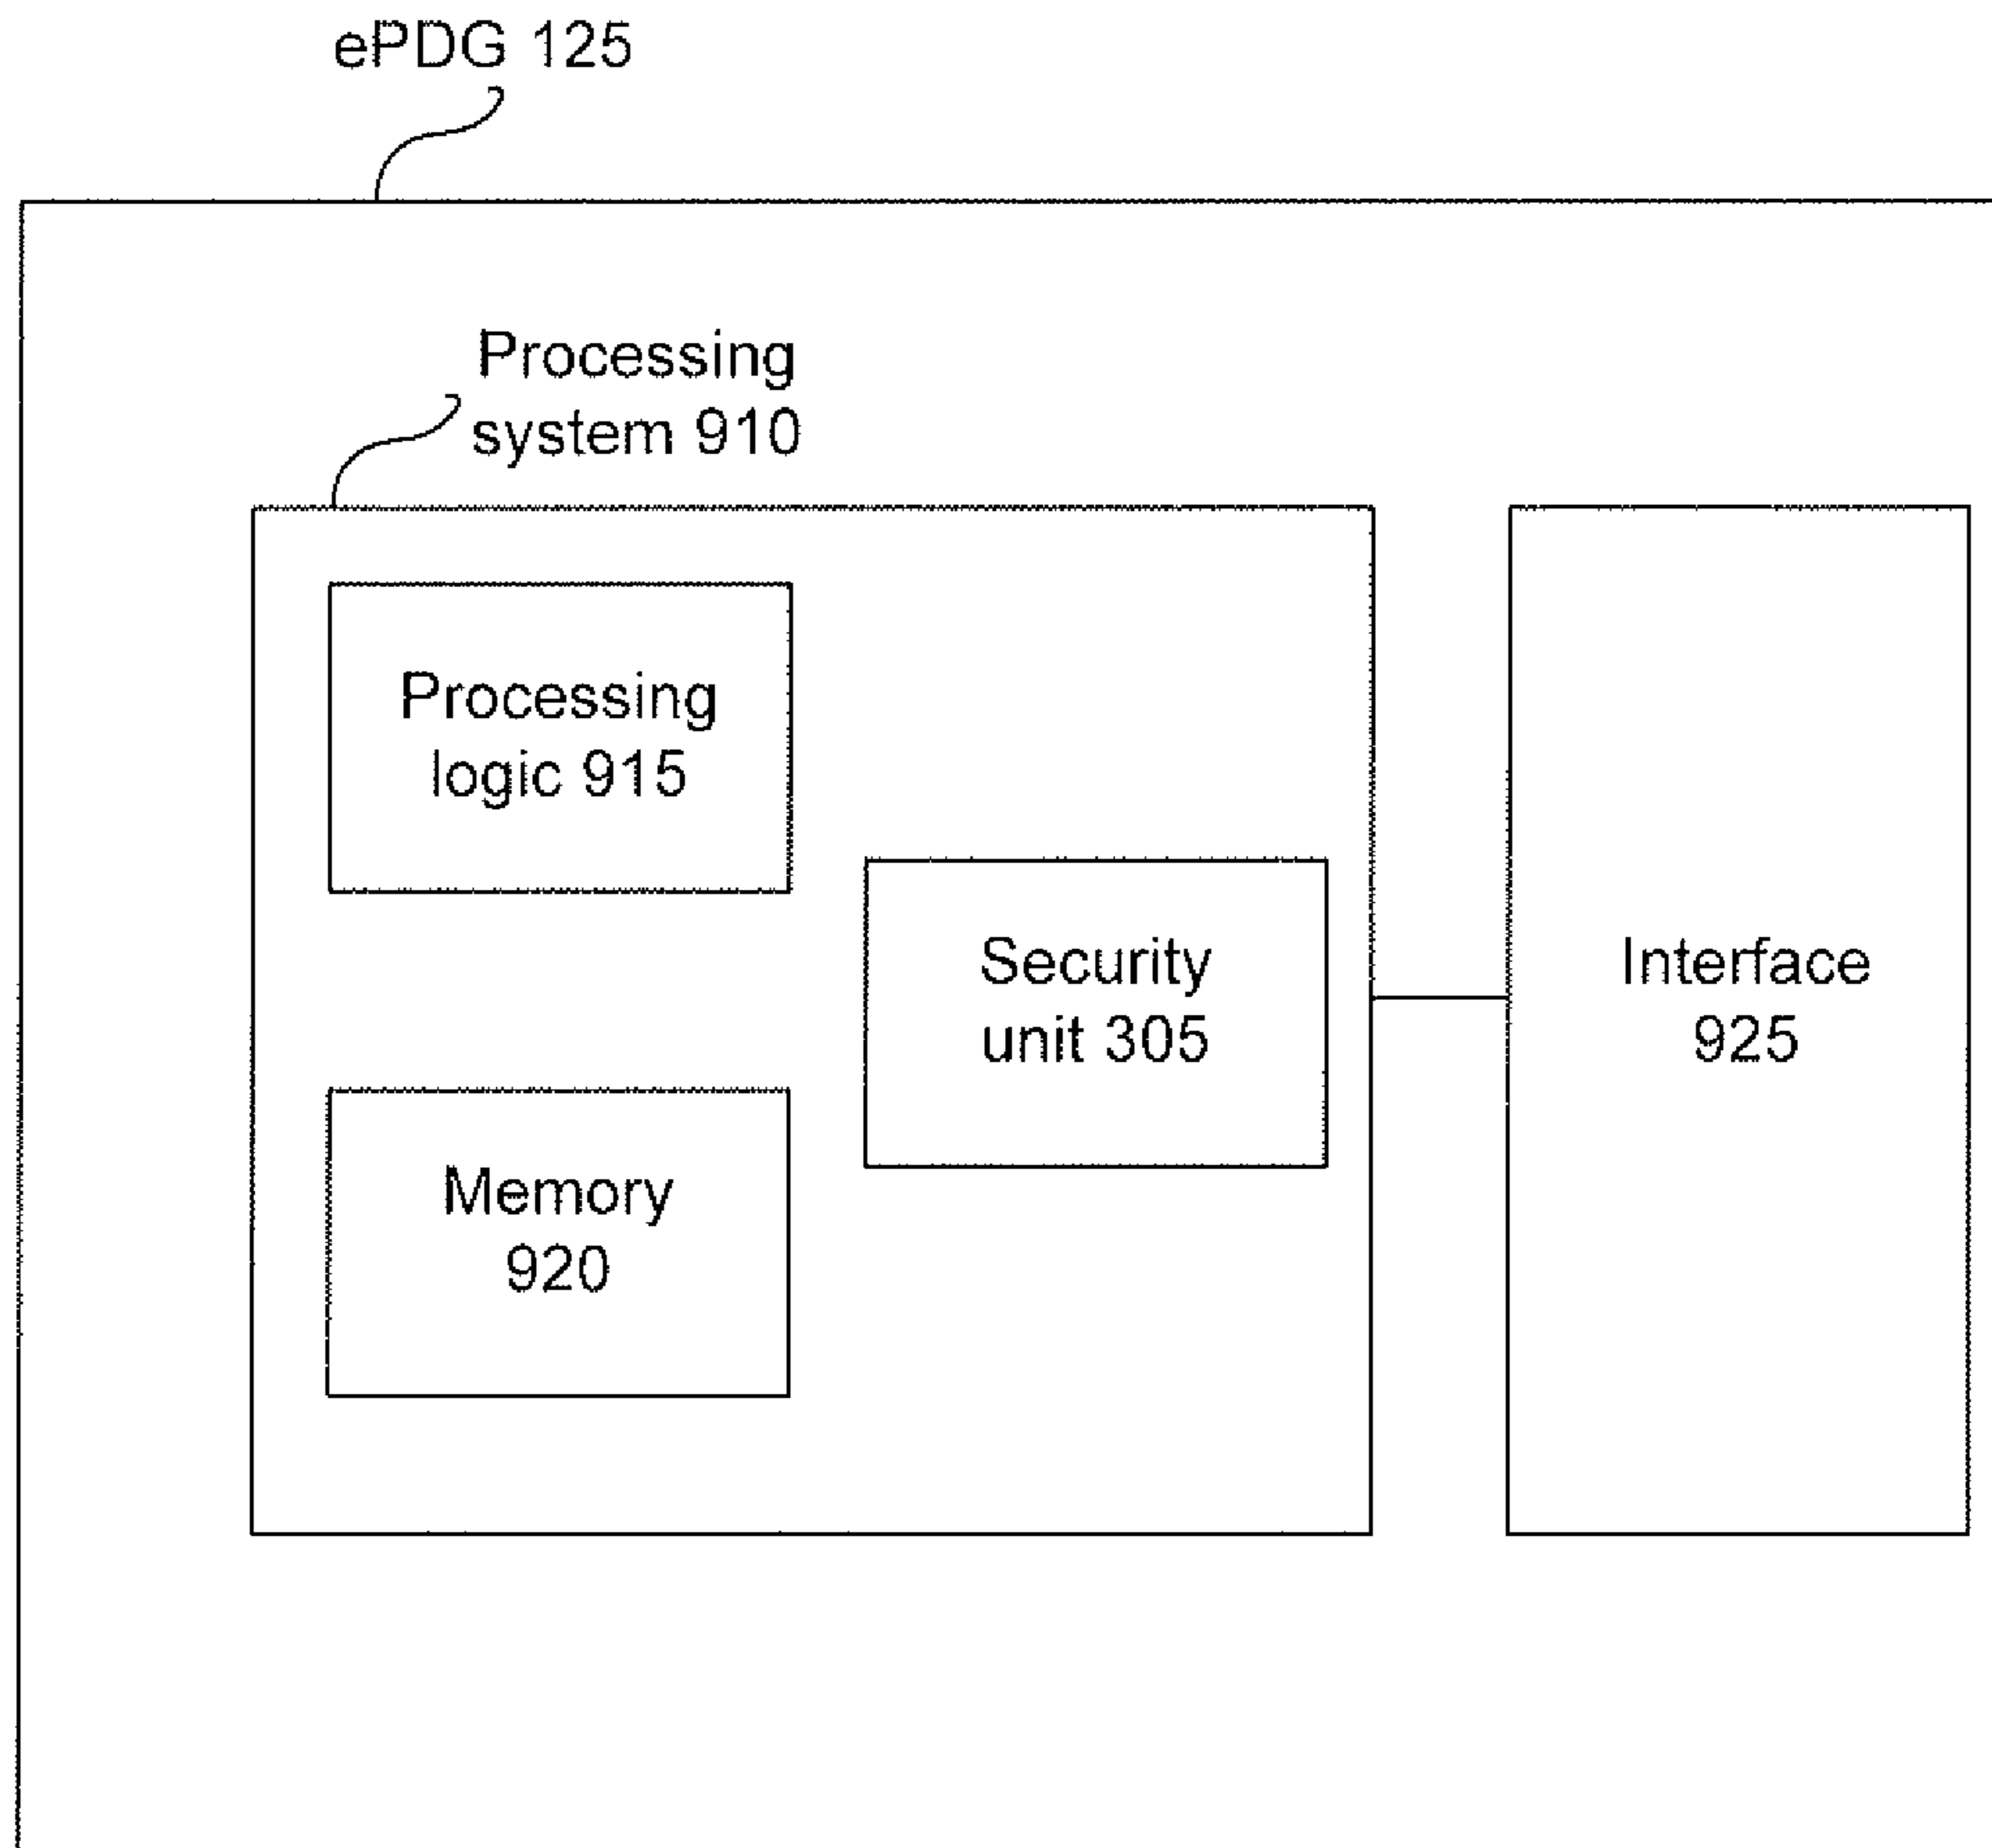 ePDG 125
Processing
system 910
Processing
logic 915
Security
unit 305
Interface
925
Memory
920